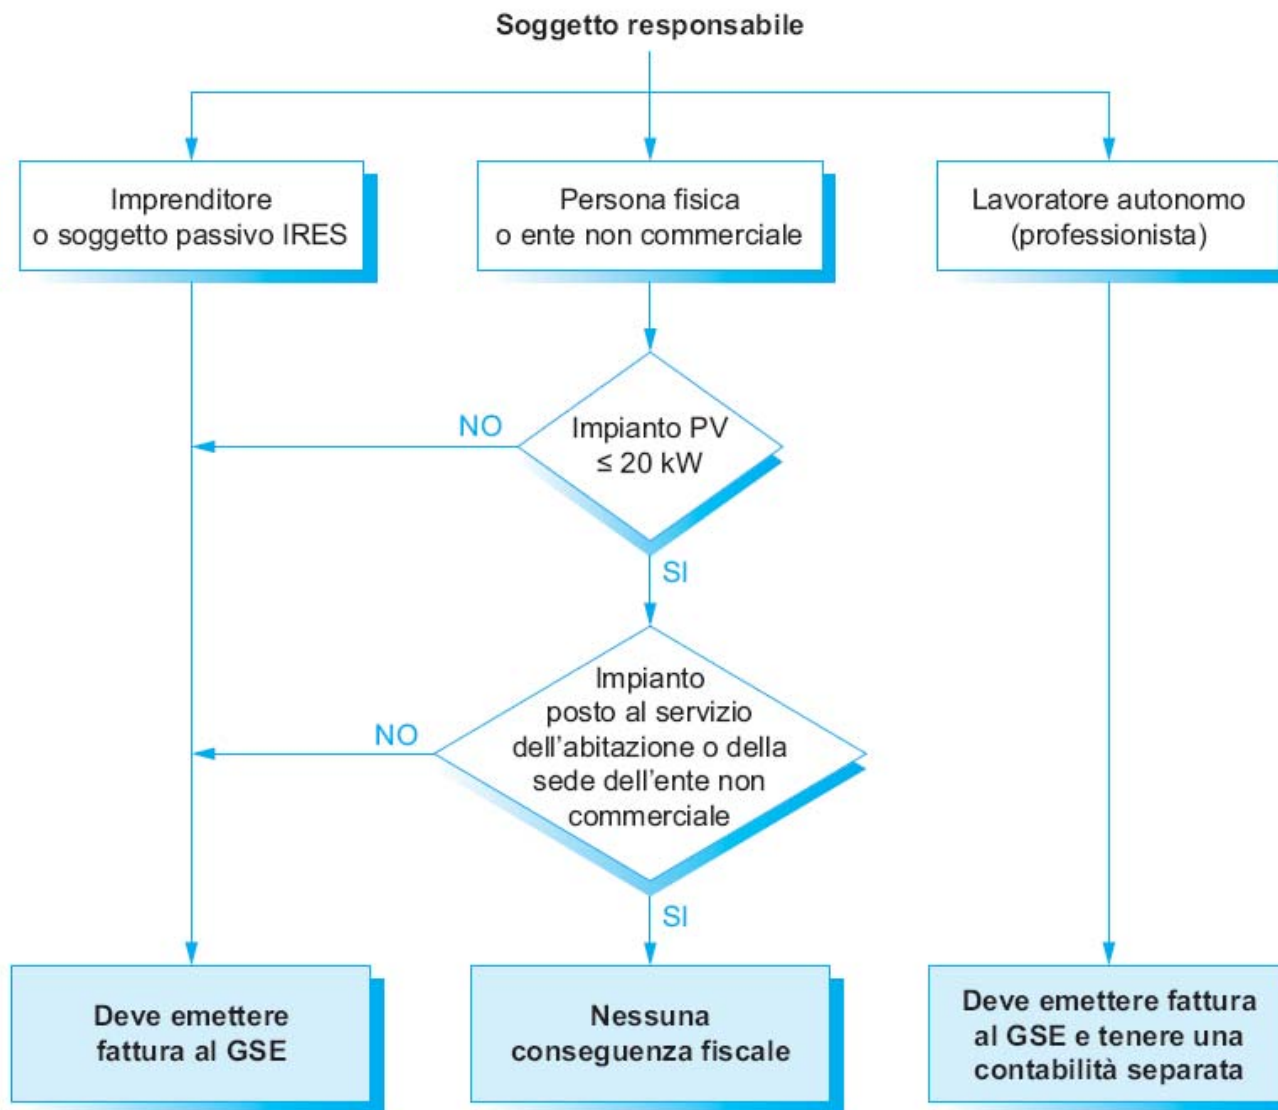 Soggetto responsabile
Imprenditore
o soggetto passivo IRES
Persona fisica
o ente non commerciale
Lavoratore autonomo
(professionista)
NO
Impianto PV
≤ 20 kW
SI
NO
Impianto
posto al servizio
dell’abitazione o della
sede dell’ente non
commerciale
SI
Deve emettere
fattura al GSE
Nessuna
conseguenza fiscale
Deve emettere fattura
al GSE e tenere una
contabilità separata